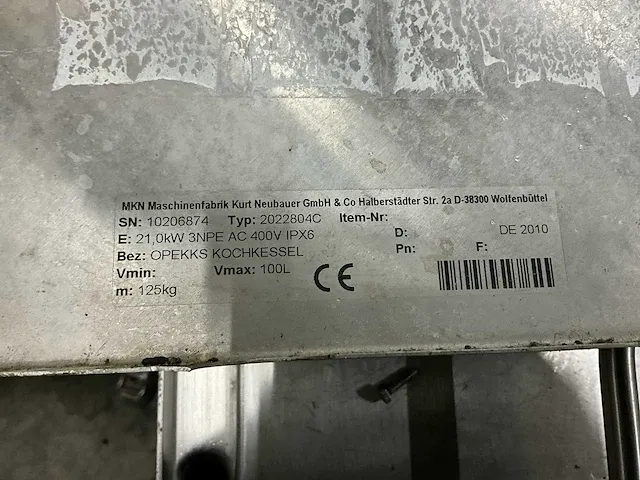 MKN Maschinenfabrik Kurt Neubauer GmbH & Co Halberstädter Str. 2a D-38300 Wolfenbüttel
SN: 10206874 Typ: 2022804C Item-Nr:
E: 21,0kW 3NPE AC 400V IPX6 D: DE 2010
Bez: OPEKKS KOCHKESSEL Pn: F:
Vmin: Vmax: 100L CE
m: 125kg